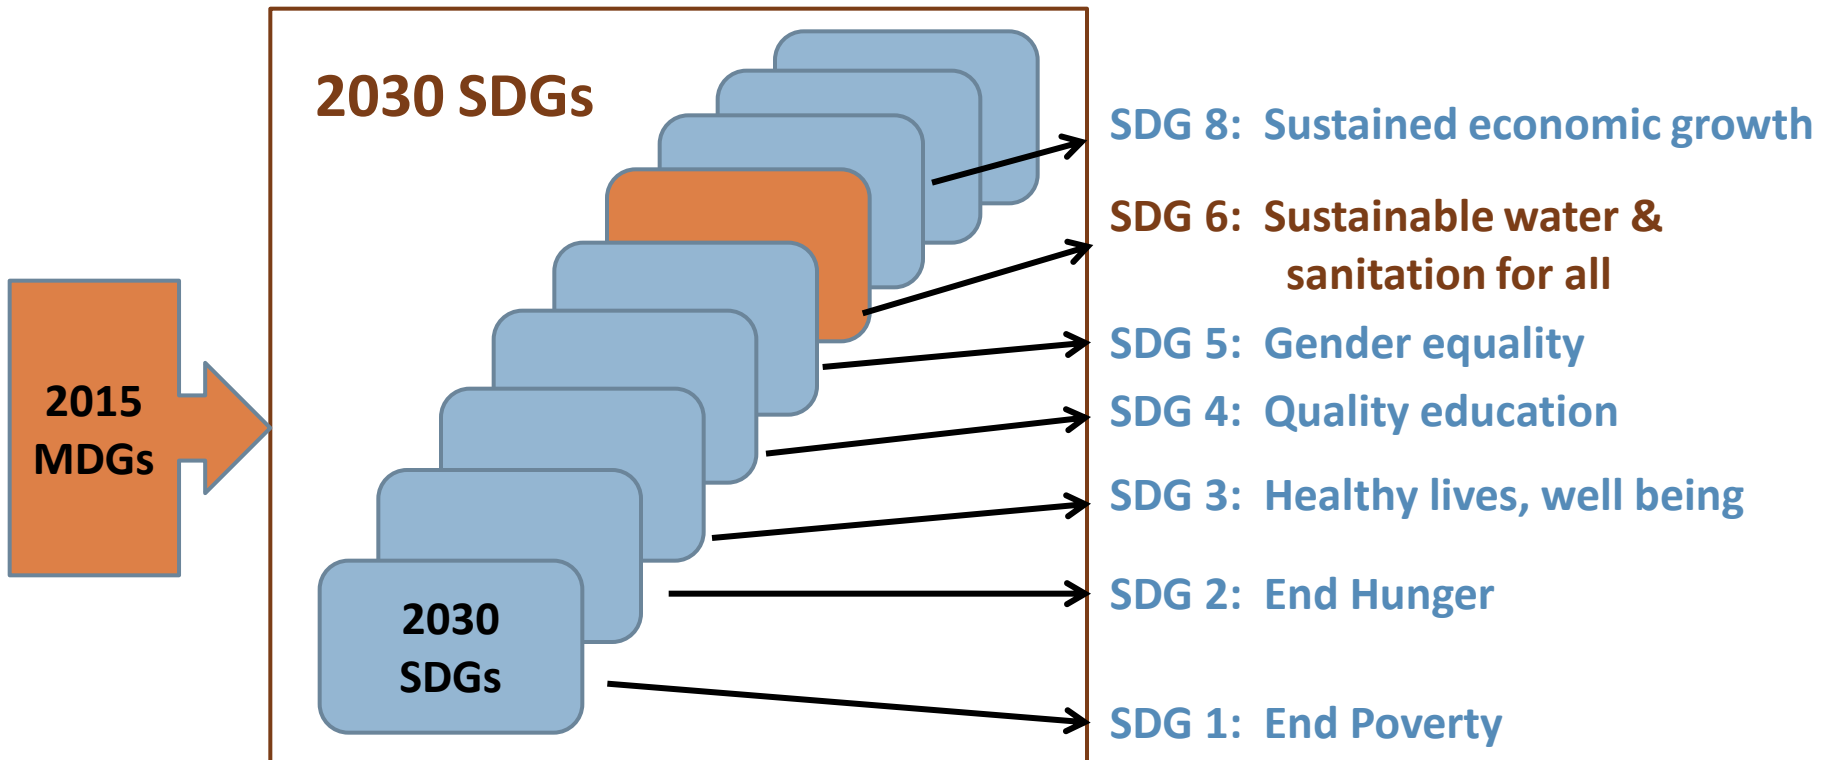 2030 SDGs
2015
MDGs
2030
SDGs
SDG 8: Sustained economic growth
SDG 6: Sustainable water &
sanitation for all
SDG 5: Gender equality
SDG 4: Quality education
SDG 3: Healthy lives, well being
SDG 2: End Hunger
SDG 1: End Poverty